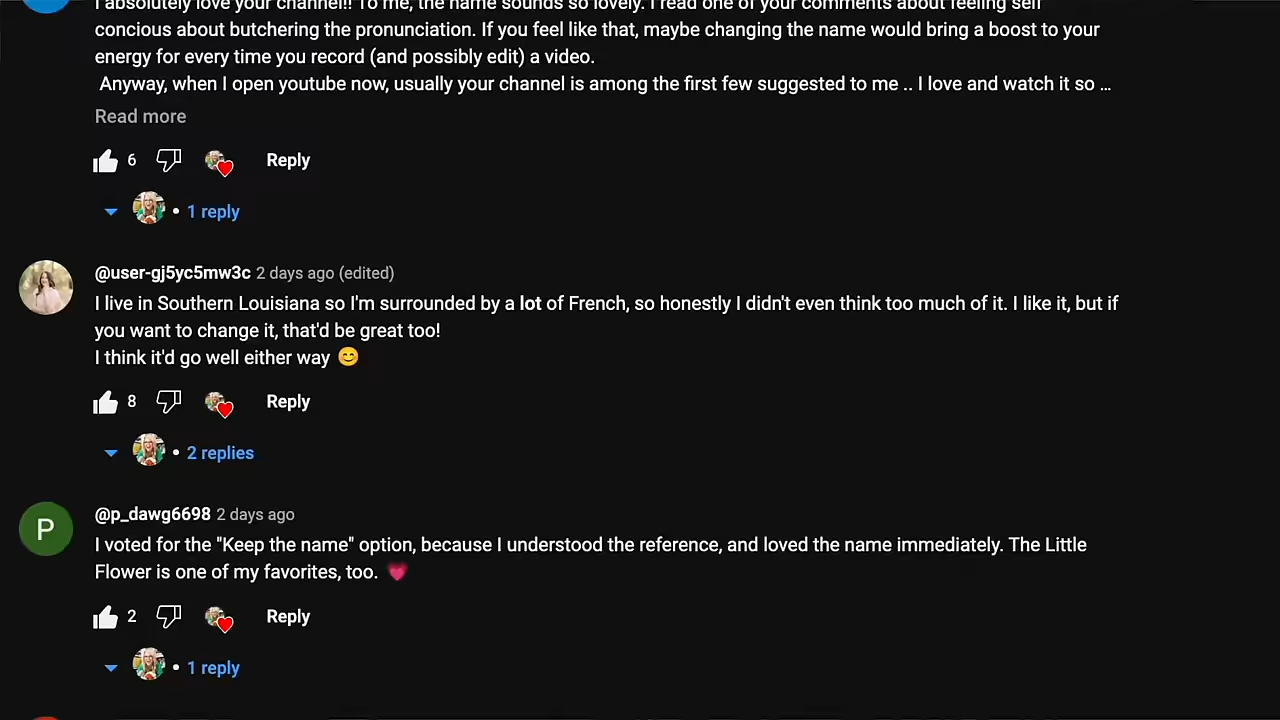 I absolutely love your channel!! To me, the name sounds so lovely. I read one of your comments about feeling self
concious about butchering the pronunciation. If you feel like that, maybe changing the name would bring a boost to your
energy for every time you record (and possibly edit) a video.
Anyway, when I open youtube now, usually your channel is among the first few suggested to me .. I love and watch it so ...
Read more
6 Reply
• 1 reply
@user-gj5yc5mw3c 2 days ago (edited)
I live in Southern Louisiana so I'm surrounded by a lot of French, so honestly I didn't even think too much of it. I like it, but if
you want to change it, that'd be great too!
I think it'd go well either way 😊
8 Reply
• 2 replies
P
@p_dawg6698 2 days ago
I voted for the "Keep the name" option, because I understood the reference, and loved the name immediately. The Little
Flower is one of my favorites, too. 💗
2 Reply
• 1 reply